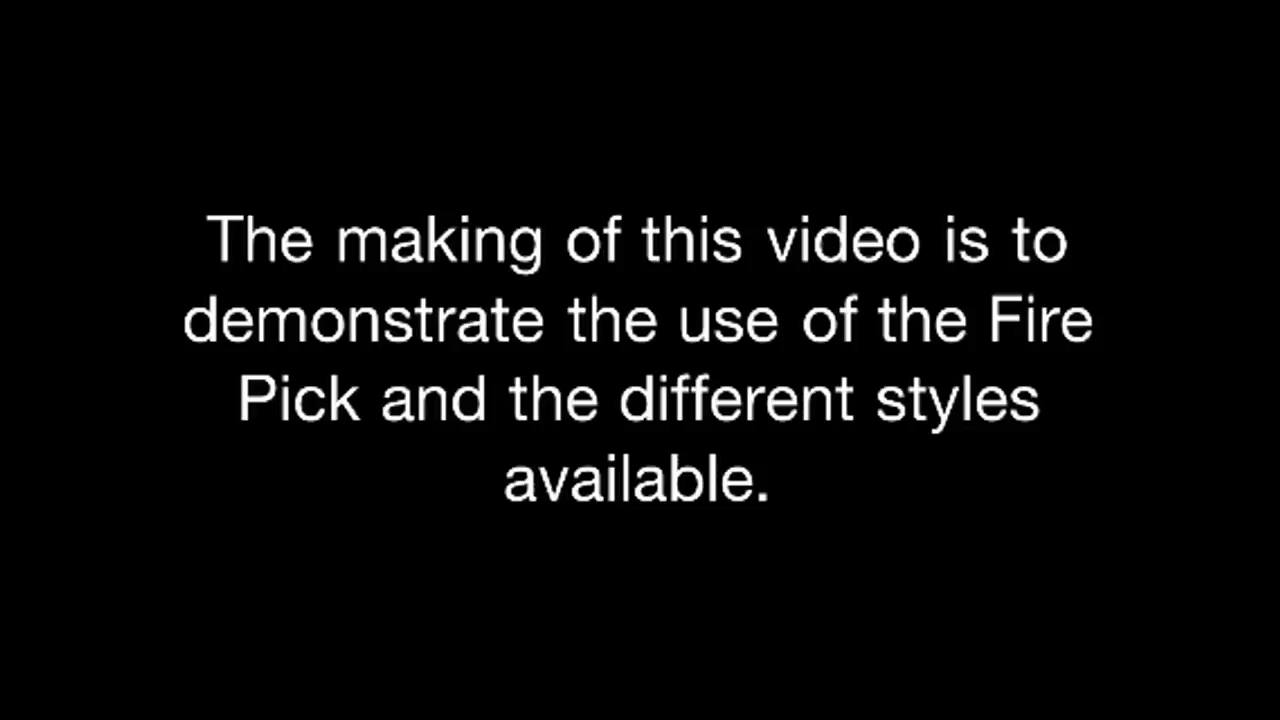 The making of this video is to
demonstrate the use of the Fire
Pick and the different styles
available.